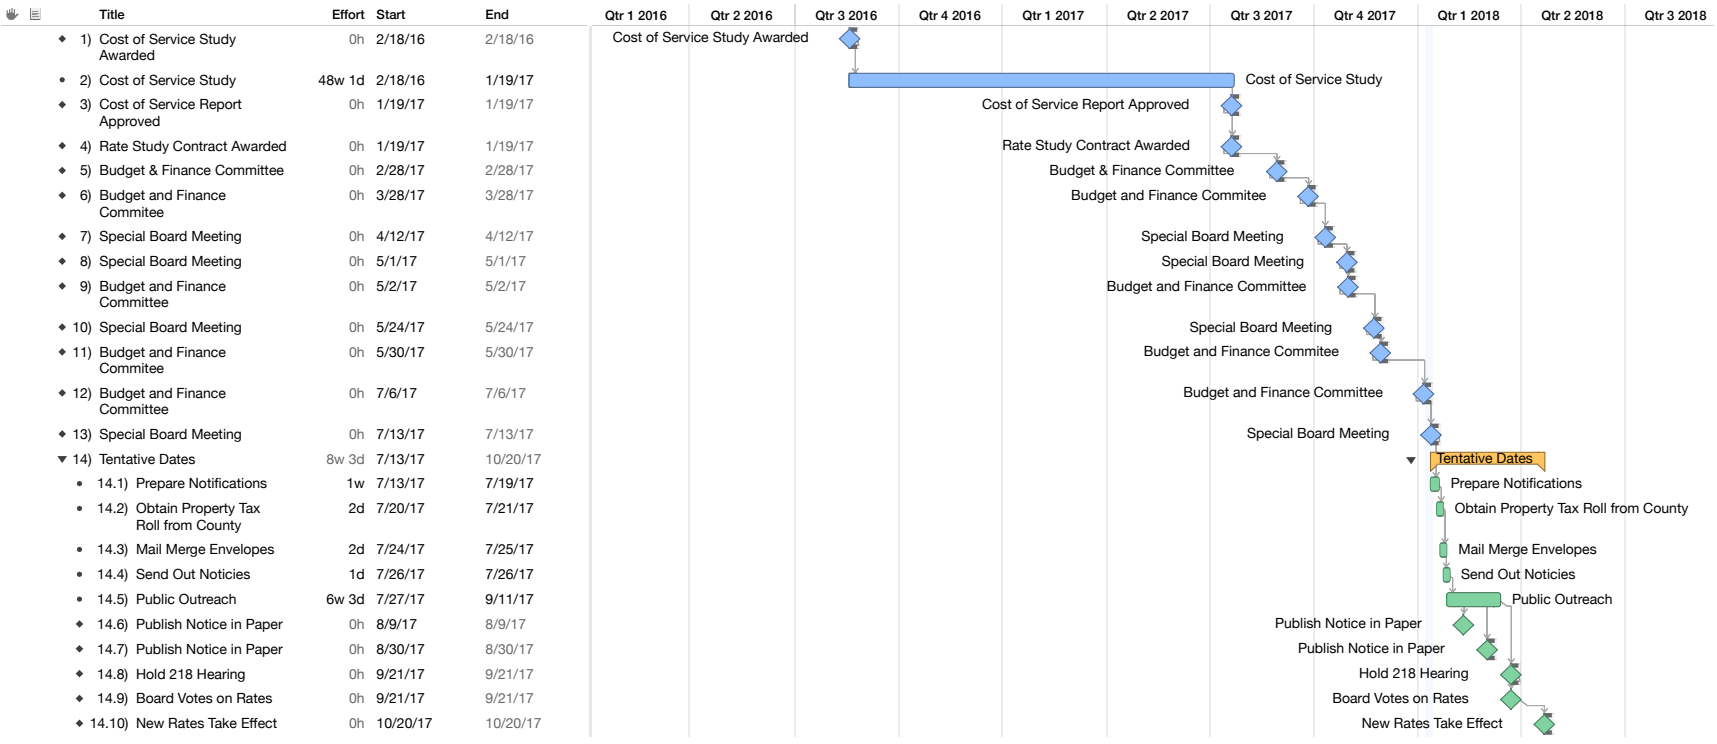 Title Effort Start End Qtr 1 2016 Qtr 2 2016 Qtr 3 2016 Qtr 4 2016 Qtr 1 2017 Qtr 2 2017 Qtr 3 2017 Qtr 4 2017 Qtr 1 2018 Qtr 2 2018 Qtr 3 2018
1) Cost of Service Study 0h 2/18/16 2/18/16 Cost of Service Study Awarded
Awarded
2) Cost of Service Study 48w 1d 2/18/16 1/19/17 Cost of Service Study
3) Cost of Service Report 0h 1/19/17 1/19/17 Cost of Service Report Approved
Approved
4) Rate Study Contract Awarded 0h 1/19/17 1/19/17 Rate Study Contract Awarded
5) Budget & Finance Committee 0h 2/28/17 2/28/17 Budget & Finance Committee
6) Budget and Finance 0h 3/28/17 3/28/17 Budget and Finance Commitee
Commitee
7) Special Board Meeting 0h 4/12/17 4/12/17 Special Board Meeting
8) Special Board Meeting 0h 5/1/17 5/1/17 Special Board Meeting
9) Budget and Finance 0h 5/2/17 5/2/17 Budget and Finance Committee
Committee
10) Special Board Meeting 0h 5/24/17 5/24/17 Special Board Meeting
11) Budget and Finance 0h 5/30/17 5/30/17 Budget and Finance Commitee
Commitee
12) Budget and Finance 0h 7/6/17 7/6/17 Budget and Finance Committee
Committee
13) Special Board Meeting 0h 7/13/17 7/13/17 Special Board Meeting
14) Tentative Dates 8w 3d 7/13/17 10/20/17 Tentative Dates
14.1) Prepare Notifications 1w 7/13/17 7/19/17 Prepare Notifications
14.2) Obtain Property Tax 2d 7/20/17 7/21/17 Obtain Property Tax Roll from County
Roll from County
14.3) Mail Merge Envelopes 2d 7/24/17 7/25/17 Mail Merge Envelopes
14.4) Send Out Noticies 1d 7/26/17 7/26/17 Send Out Noticies
14.5) Public Outreach 6w 3d 7/27/17 9/11/17 Public Outreach
14.6) Publish Notice in Paper 0h 8/9/17 8/9/17 Publish Notice in Paper
14.7) Publish Notice in Paper 0h 8/30/17 8/30/17 Publish Notice in Paper
14.8) Hold 218 Hearing 0h 9/21/17 9/21/17 Hold 218 Hearing
14.9) Board Votes on Rates 0h 9/21/17 9/21/17 Board Votes on Rates
14.10) New Rates Take Effect 0h 10/20/17 10/20/17 New Rates Take Effect